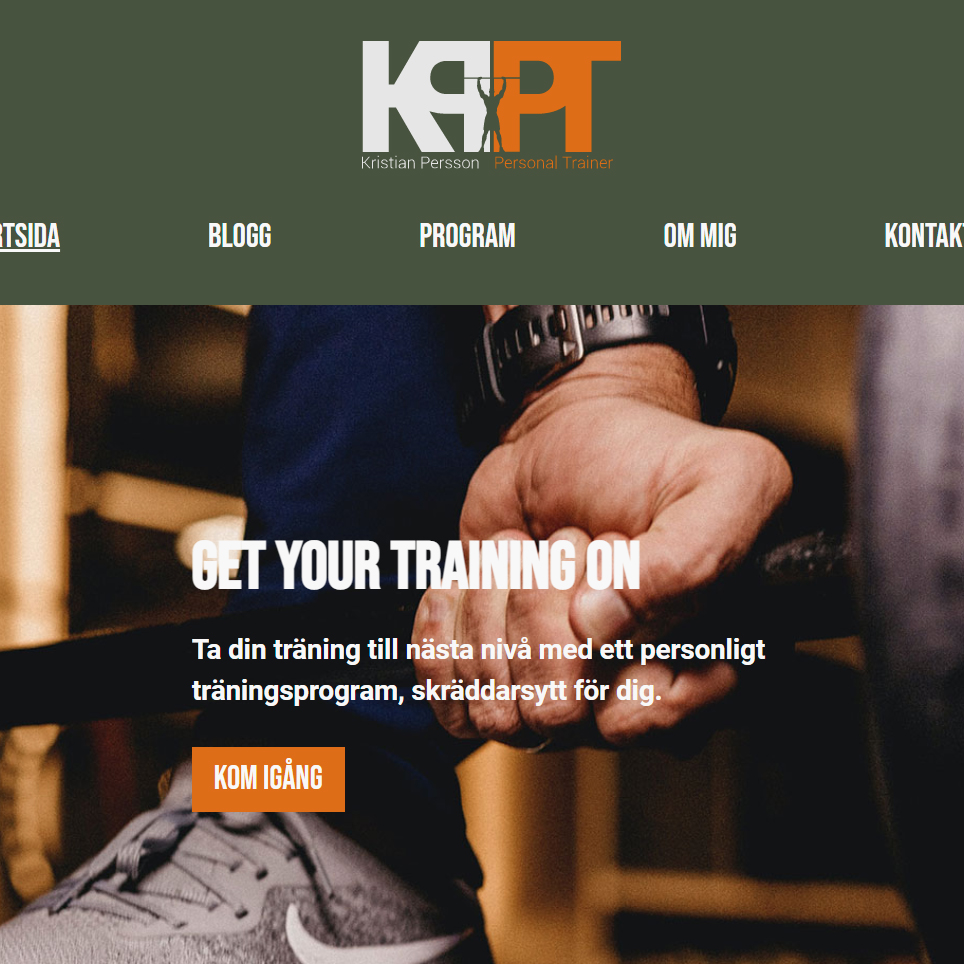 KPPT
Kristian Persson Personal Trainer
RTSIDA BLOGG PROGRAM OM MIG KONTAK
GET YOUR TRAINING ON
Ta din träning till nästa nivå med ett personligt
träningsprogram, skräddarsytt för dig.
KOM IGÅNG